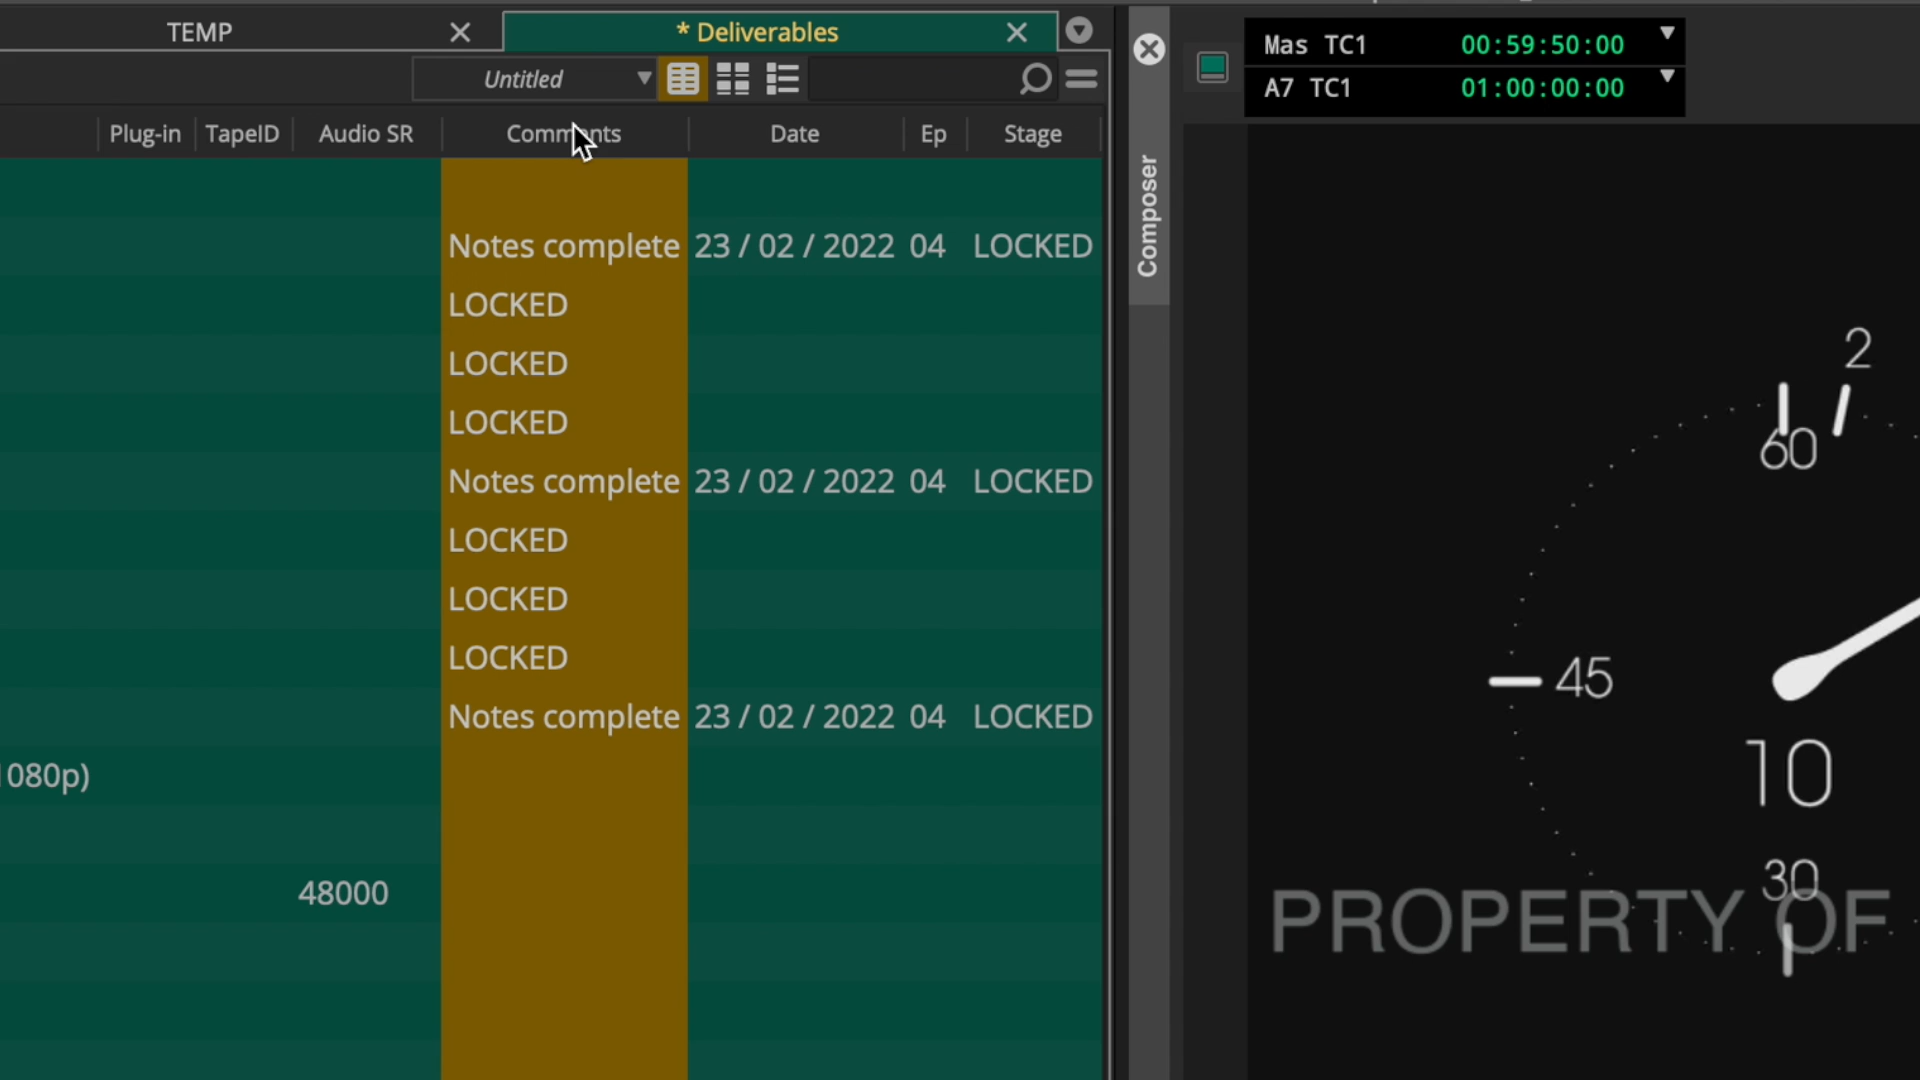 TEMP
* Deliverables
Untitled
Plug-in TapeID Audio SR Comments Date Ep Stage
Notes complete 23 / 02 / 2022 04 LOCKED
LOCKED
LOCKED
LOCKED
Notes complete 23 / 02 / 2022 04 LOCKED
LOCKED
LOCKED
LOCKED
Notes complete 23 / 02 / 2022 04 LOCKED
1080p)
48000
Composer
Mas TC1 00:59:50:00
A7 TC1 01:00:00:00
2
60
45
10
30
PROPERTY OF